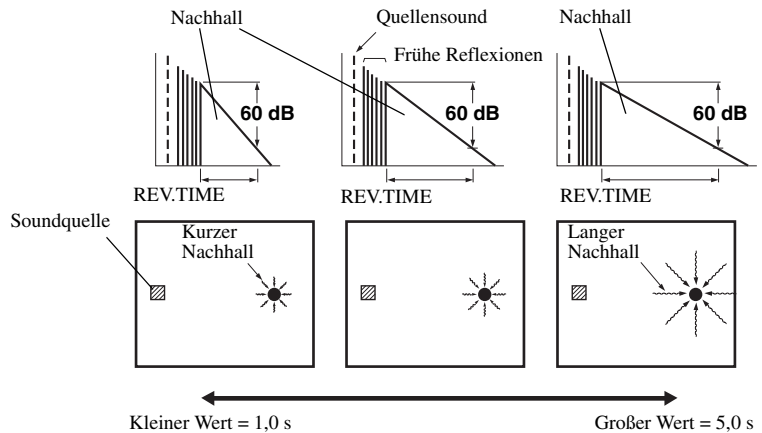 Nachhall
Quellensound
Nachhall
Frühe Reflexionen
60 dB
60 dB
60 dB
REV.TIME
REV.TIME
REV.TIME
Soundquelle
Kurzer
Nachhall
Langer
Nachhall
Kleiner Wert = 1,0 s
Großer Wert = 5,0 s